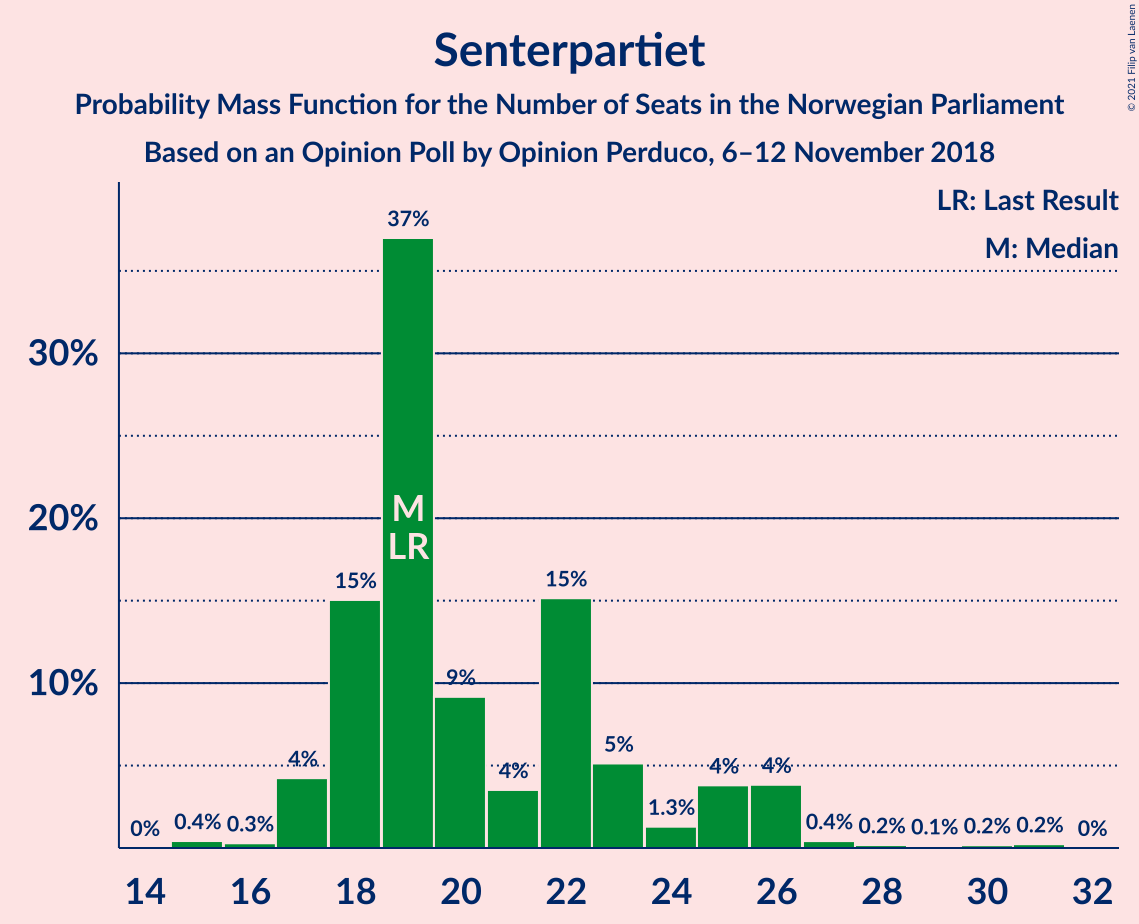 Senterpartiet
Probability Mass Function for the Number of Seats in the Norwegian Parliament
Based on an Opinion Poll by Opinion Perduco, 6–12 November 2018
© 2021 Filip van Laenen
LR: Last Result
M: Median
30%
20%
10%
0%
0.4%
0.3%
4%
15%
37%
M
LR
9%
4%
15%
5%
1.3%
4%
4%
0.4%
0.2%
0.1%
0.2%
0.2%
0%
14 16 18 20 22 24 26 28 30 32